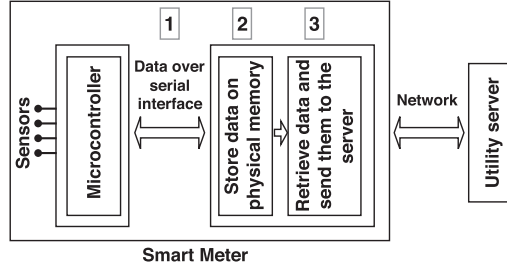 1
2
3
Sensors
Microcontroller
Data over
serial
interface
Store data on
physical memory
Retrieve data and
send them to the
server
Network
Utility server
Smart Meter